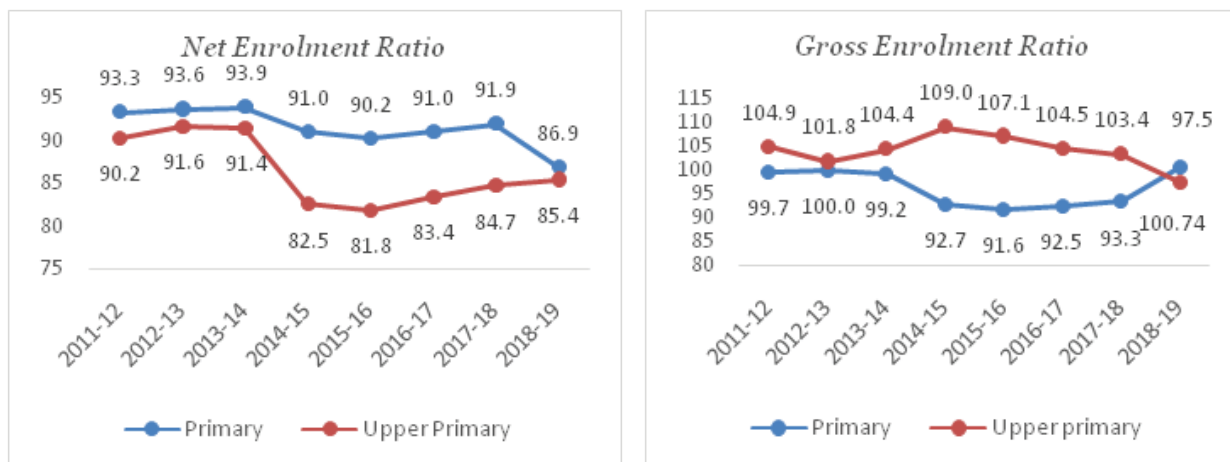 Net Enrolment Ratio
93.3 93.6 93.9 91.0 90.2 91.0 91.9 86.9
95
90
85
80
75
90.2 91.6 91.4 82.5 81.8 83.4 84.7 85.4
2011-12 2012-13 2013-14 2014-15 2015-16 2016-17 2017-18 2018-19
Primary Upper Primary
Gross Enrolment Ratio
104.9 101.8 104.4 109.0 107.1 104.5 103.4 97.5
115
110
105
100
95
90
85
80
99.7 100.0 99.2 92.7 91.6 92.5 93.3 100.74
2011-12 2012-13 2013-14 2014-15 2015-16 2016-17 2017-18 2018-19
Primary Upper primary